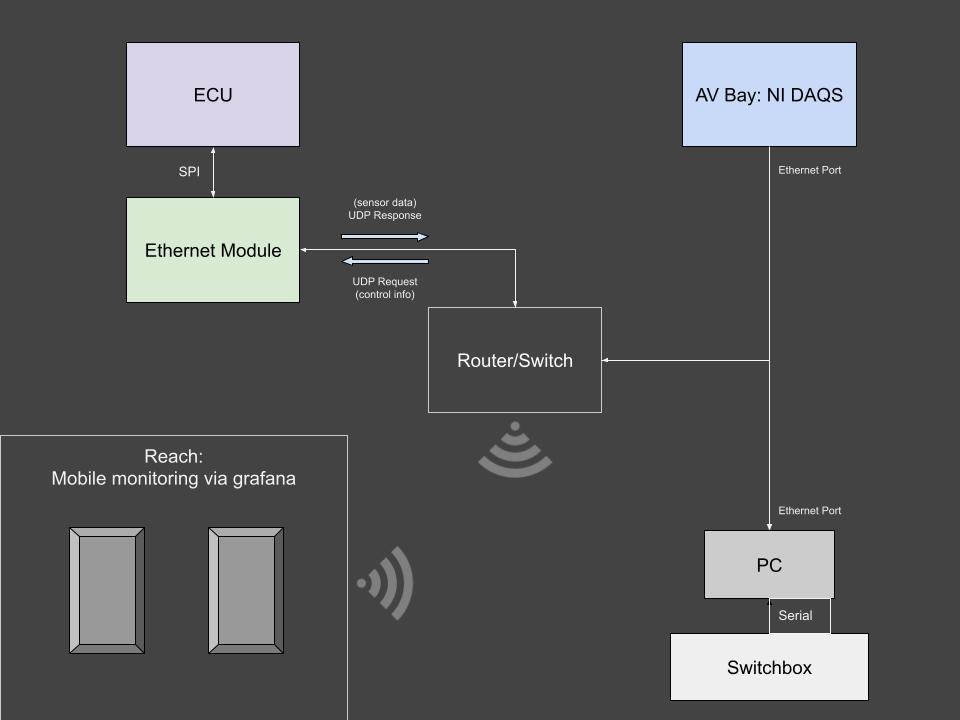 ECU
AV Bay: NI DAQS
SPI
Ethernet Port
(sensor data)
UDP Response
Ethernet Module
UDP Request
(control info)
Router/Switch
Reach:
Mobile monitoring via grafana
Ethernet Port
PC
Serial
Switchbox